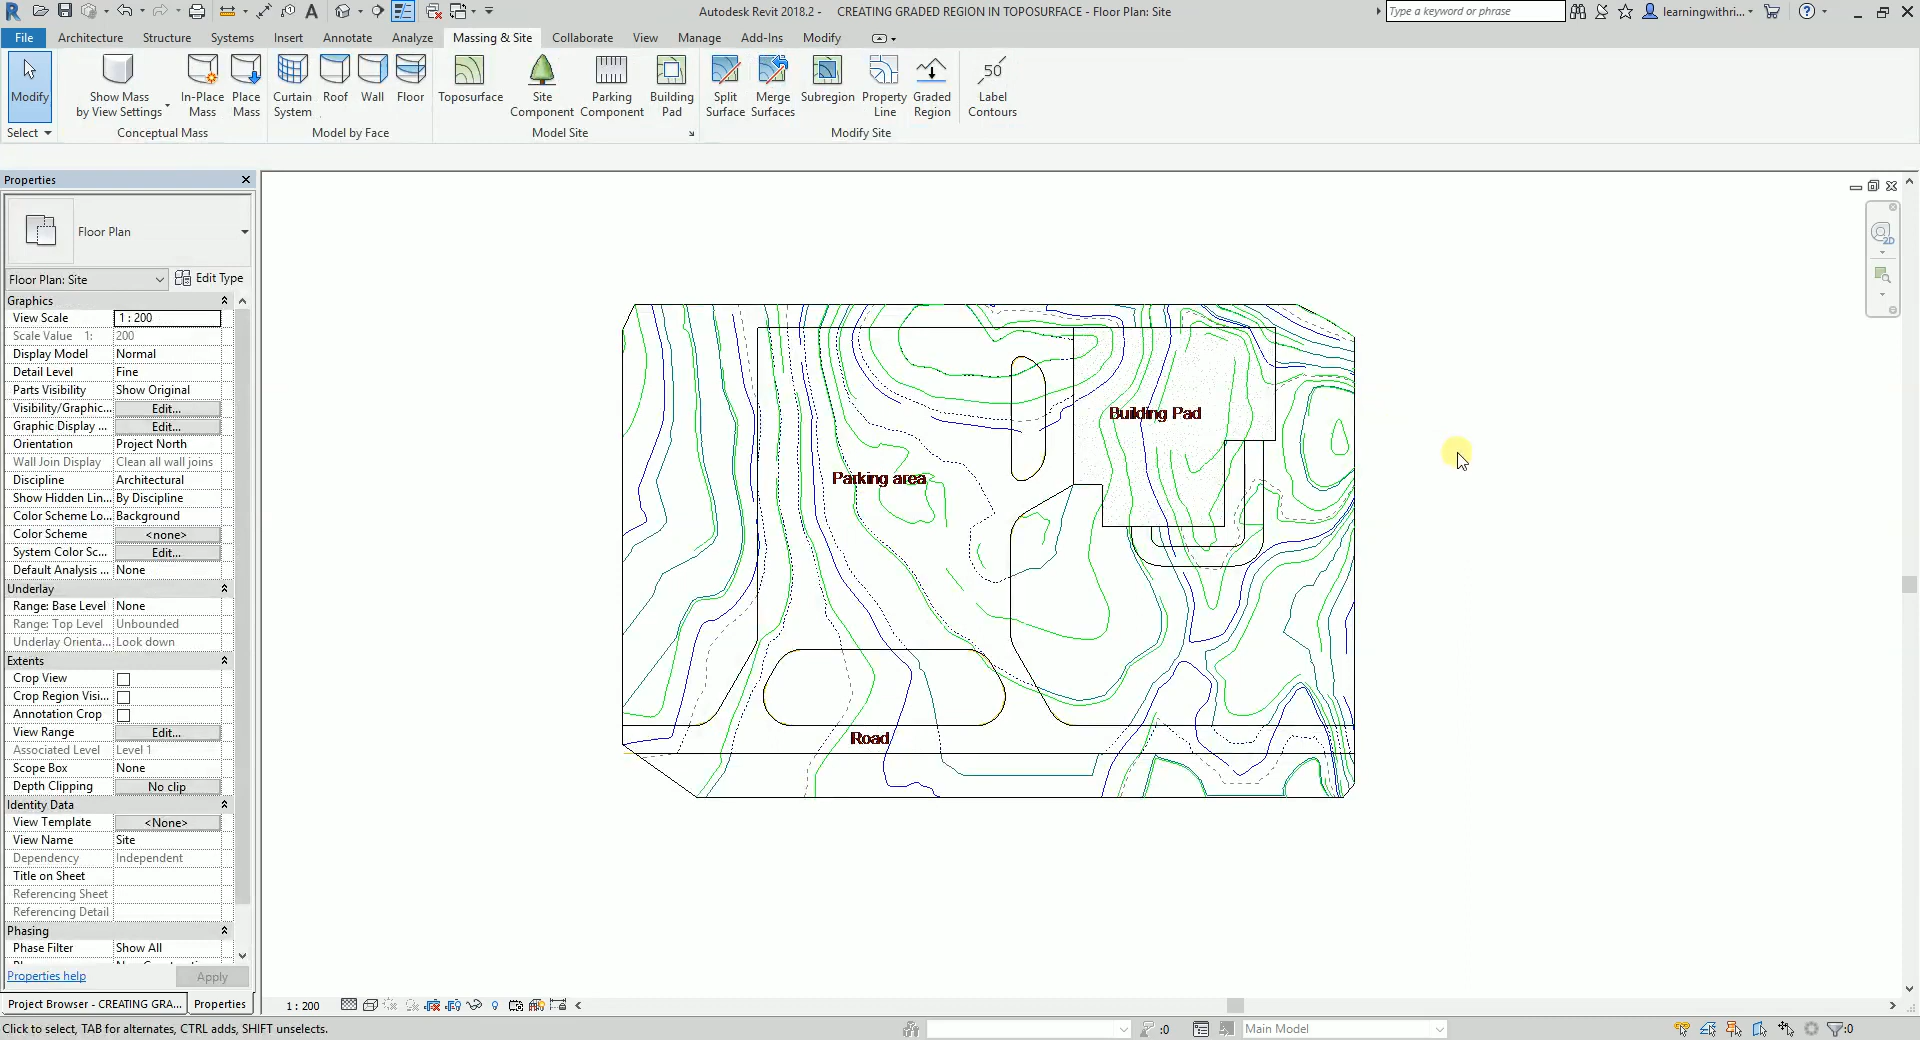 Autodesk Revit 2018.2 - CREATING GRADED REGION IN TOPOSURFACE - Floor Plan: Site
Type a keyword or phrase
learningwithri...
File Architecture Structure Systems Insert Annotate Analyze Massing & Site Collaborate View Manage Add-Ins Modify
Modify
Show Mass
by View Settings
In-Place
Mass
Place
Mass
Curtain
System
Roof
Wall
Floor
Toposurface
Site
Component
Parking
Component
Building
Pad
Split
Surface
Merge
Surfaces
Subregion
Property
Line
Graded
Region
50
Label
Contours
Select
Conceptual Mass
Model by Face
Model Site
Modify Site
Properties
Floor Plan
Floor Plan: Site
Edit Type
Graphics
View Scale 1 : 200
Scale Value 1: 200
Display Model Normal
Detail Level Fine
Parts Visibility Show Original
Visibility/Graphic... Edit...
Graphic Display ... Edit...
Orientation Project North
Wall Join Display Clean all wall joins
Discipline Architectural
Show Hidden Lin... By Discipline
Color Scheme Lo... Background
Color Scheme <none>
System Color Sc... Edit...
Default Analysis ... None
Underlay
Range: Base Level None
Range: Top Level Unbounded
Underlay Orienta... Look down
Extents
Crop View
Crop Region Visi...
Annotation Crop
View Range Edit...
Associated Level Level 1
Scope Box None
Depth Clipping No clip
Identity Data
View Template <None>
View Name Site
Dependency Independent
Title on Sheet
Referencing Sheet
Referencing Detail
Phasing
Phase Filter Show All
Properties help
Apply
Project Browser - CREATING GRA...
Properties
Building Pad
Parking area
Road
2D
1 : 200
Click to select, TAB for alternates, CTRL adds, SHIFT unselects.
:0
Main Model
:0